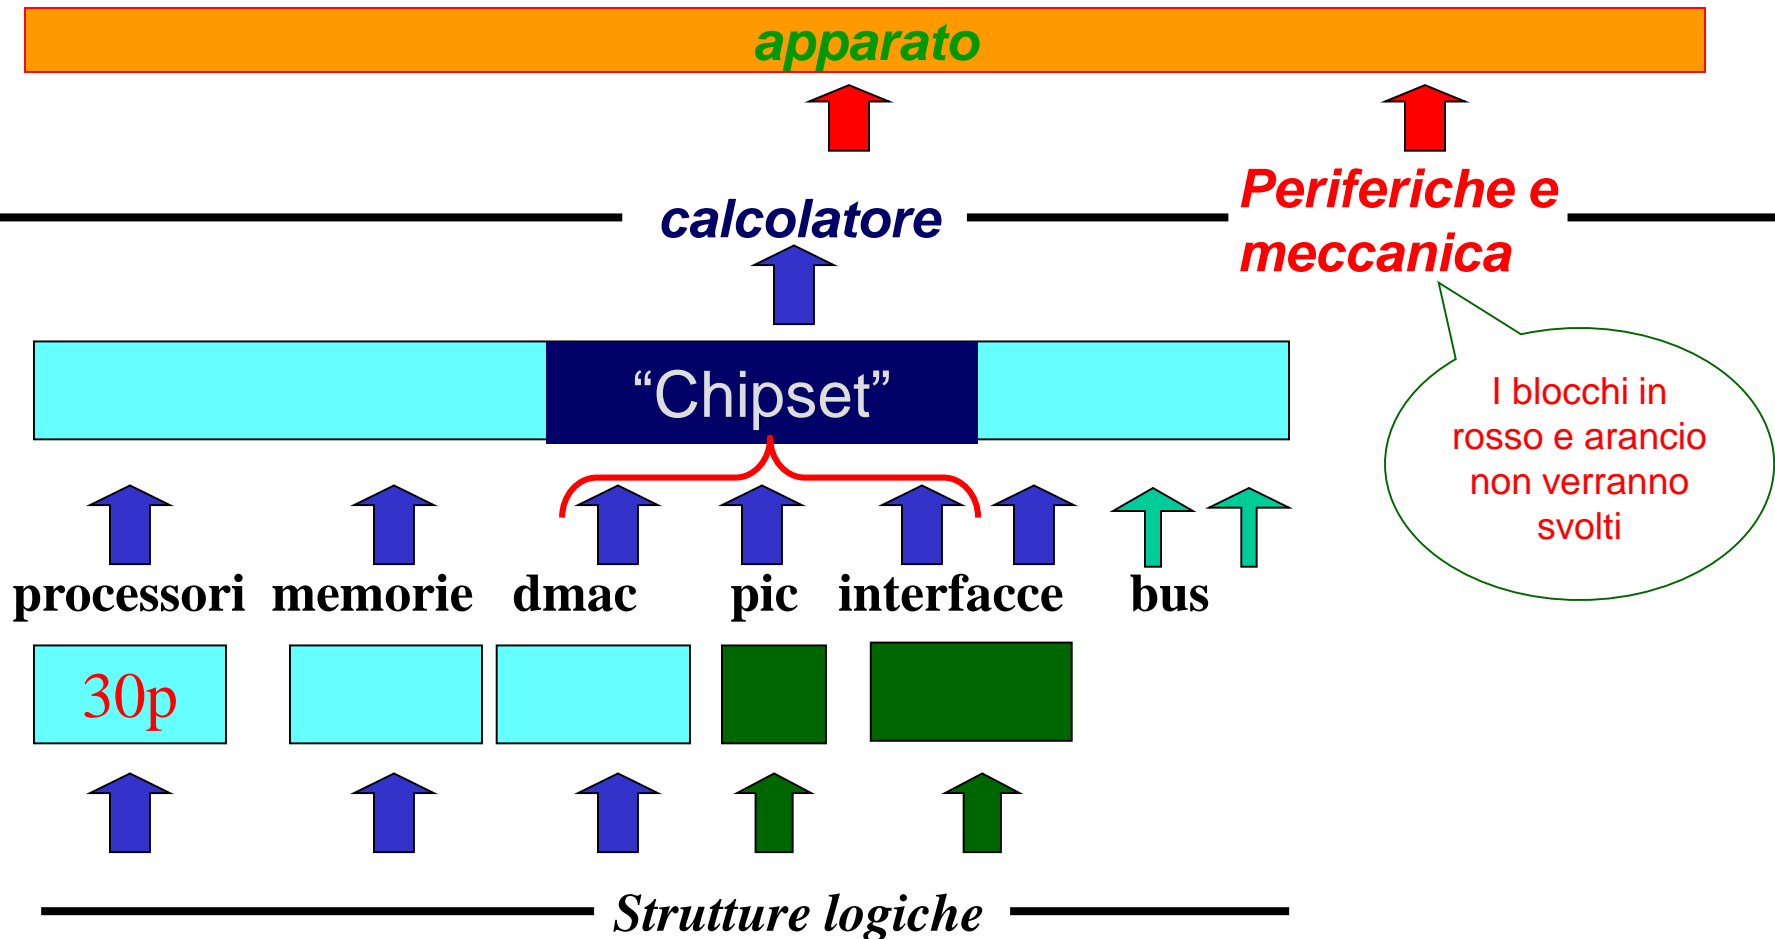 apparato
calcolatore
Periferiche e
meccanica
“Chipset”
I blocchi in
rosso e arancio
non verranno
svolti
processori memorie dmac pic interfacce bus
30p
Strutture logiche